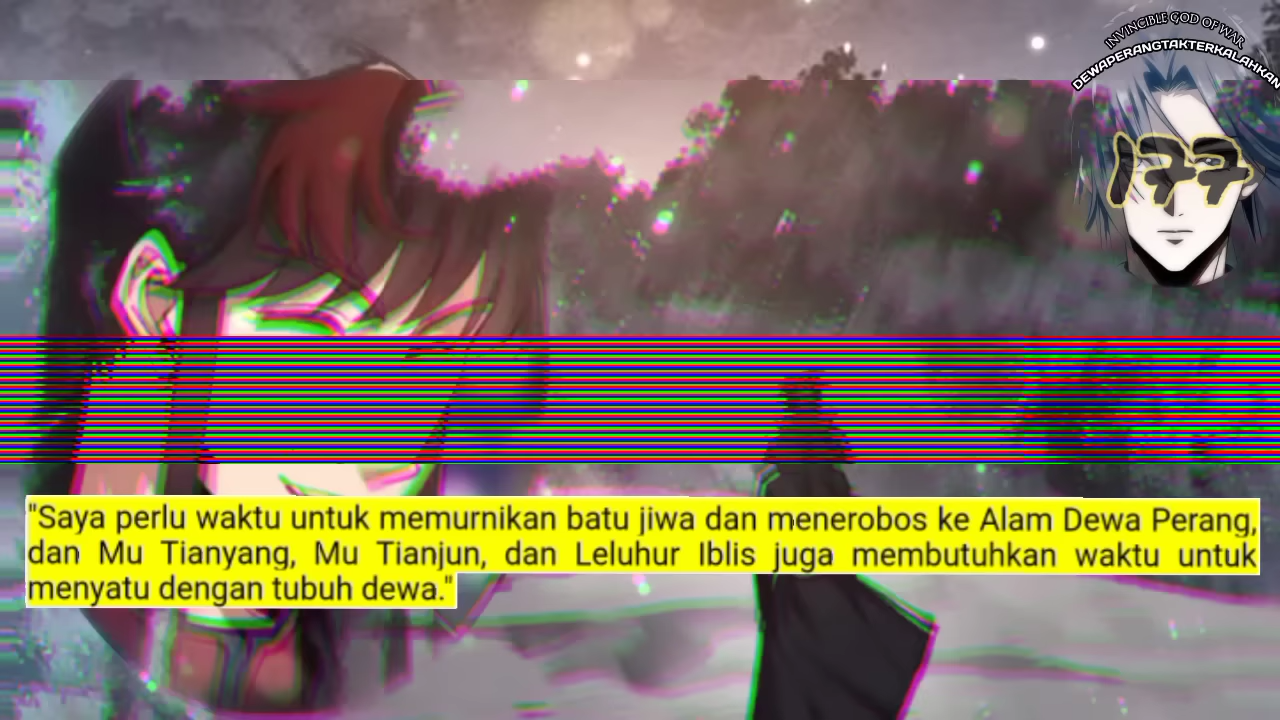 INVINCIBLE GOD OF WAR
DEWAPERANGTAKTERKALAHKAN
177
"Saya perlu waktu untuk memurnikan batu jiwa dan menerobos ke Alam Dewa Perang,
dan Mu Tianyang, Mu Tianjun, dan Leluhur Iblis juga membutuhkan waktu untuk
menyatu dengan tubuh dewa."